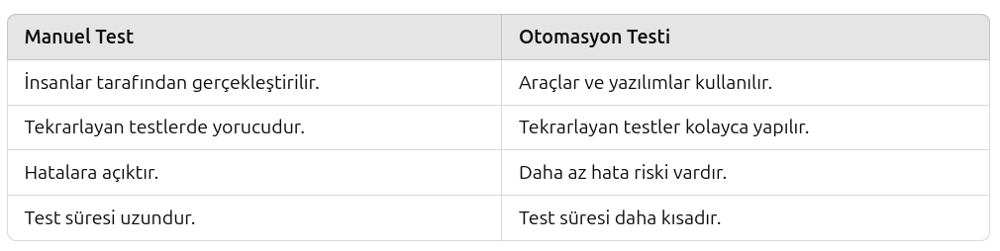 Manuel Test Otomasyon Testi
İnsanlar tarafından gerçekleştirilir. Araçlar ve yazılımlar kullanılır.
Tekrarlayan testlerde yorucudur. Tekrarlayan testler kolayca yapılır.
Hatalara açıktır. Daha az hata riski vardır.
Test süresi uzundur. Test süresi daha kısadır.